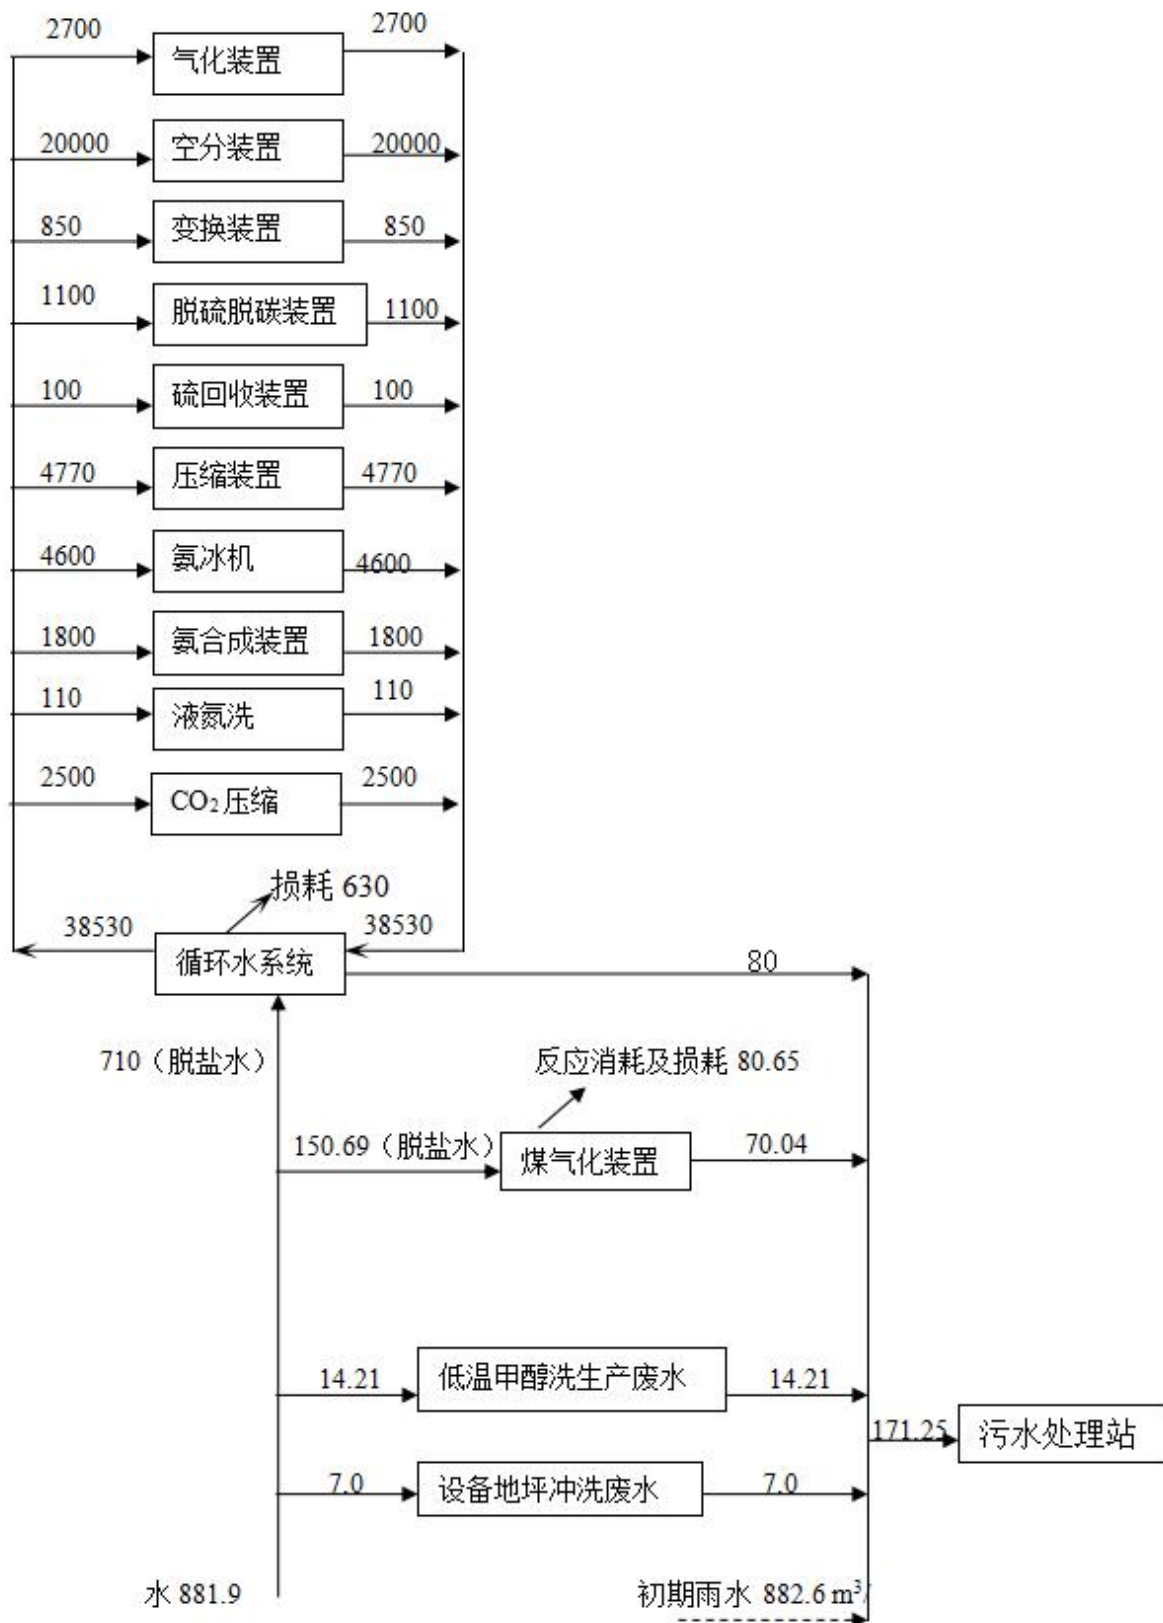 2700 气化装置 2700
20000 空分装置 20000
850 变换装置 850
1100 脱硫脱碳装置 1100
100 硫回收装置 100
4770 压缩装置 4770
4600 氨冰机 4600
1800 氨合成装置 1800
110 液氮洗 110
2500 CO₂压缩 2500
损耗 630
38530 循环水系统 38530
80
710（脱盐水）
反应消耗及损耗 80.65
150.69（脱盐水） 煤气化装置 70.04
14.21 低温甲醇洗生产废水 14.21
171.25 污水处理站
7.0 设备地坪冲洗废水 7.0
水 881.9 初期雨水 882.6 m³/